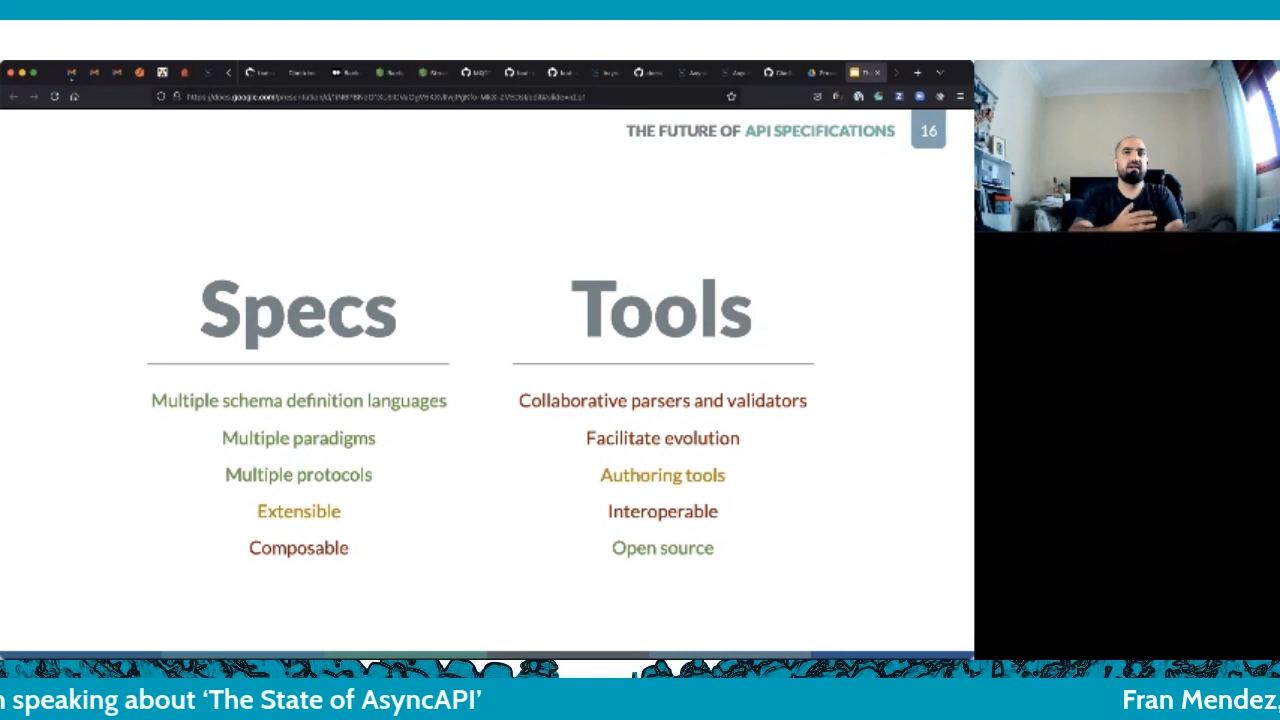 THE FUTURE OF API SPECIFICATIONS
16
Specs
Tools
Multiple schema definition languages
Multiple paradigms
Multiple protocols
Extensible
Composable
Collaborative parsers and validators
Facilitate evolution
Authoring tools
Interoperable
Open source
n speaking about ‘The State of AsyncAPI’
Fran Mendez,